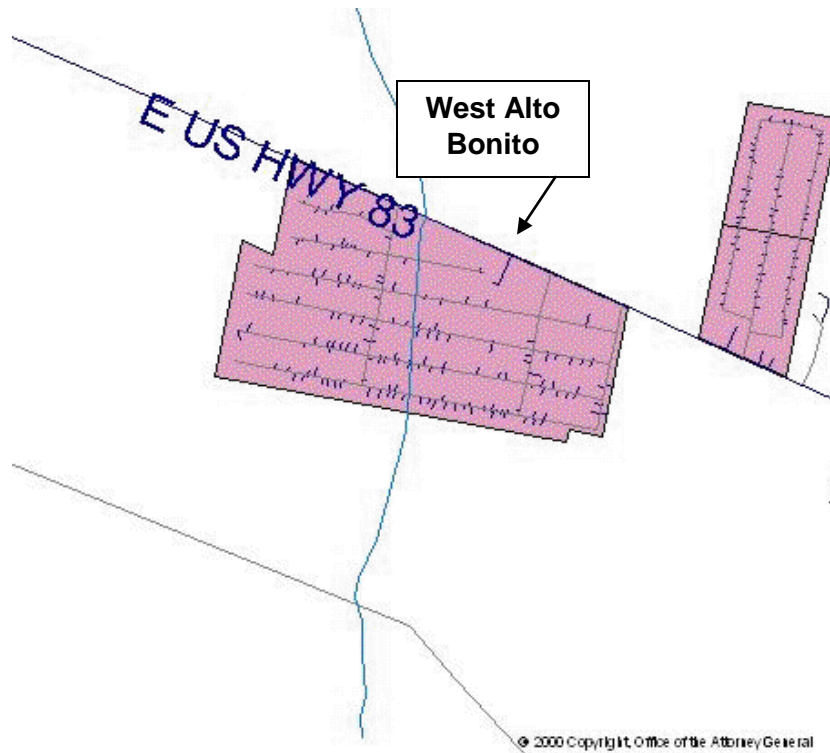 West Alto
Bonito
E US HWY 83
© 2000 Copyright, Office of the Attorney General